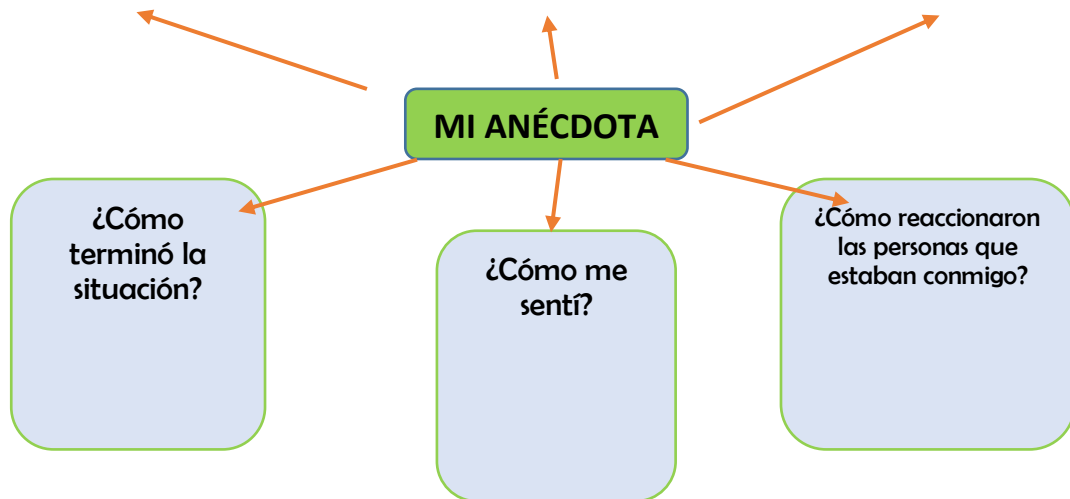 MI ANÉCDOTA
¿Cómo
terminó la
situación?
¿Cómo me
sentí?
¿Cómo reaccionaron
las personas que
estaban conmigo?